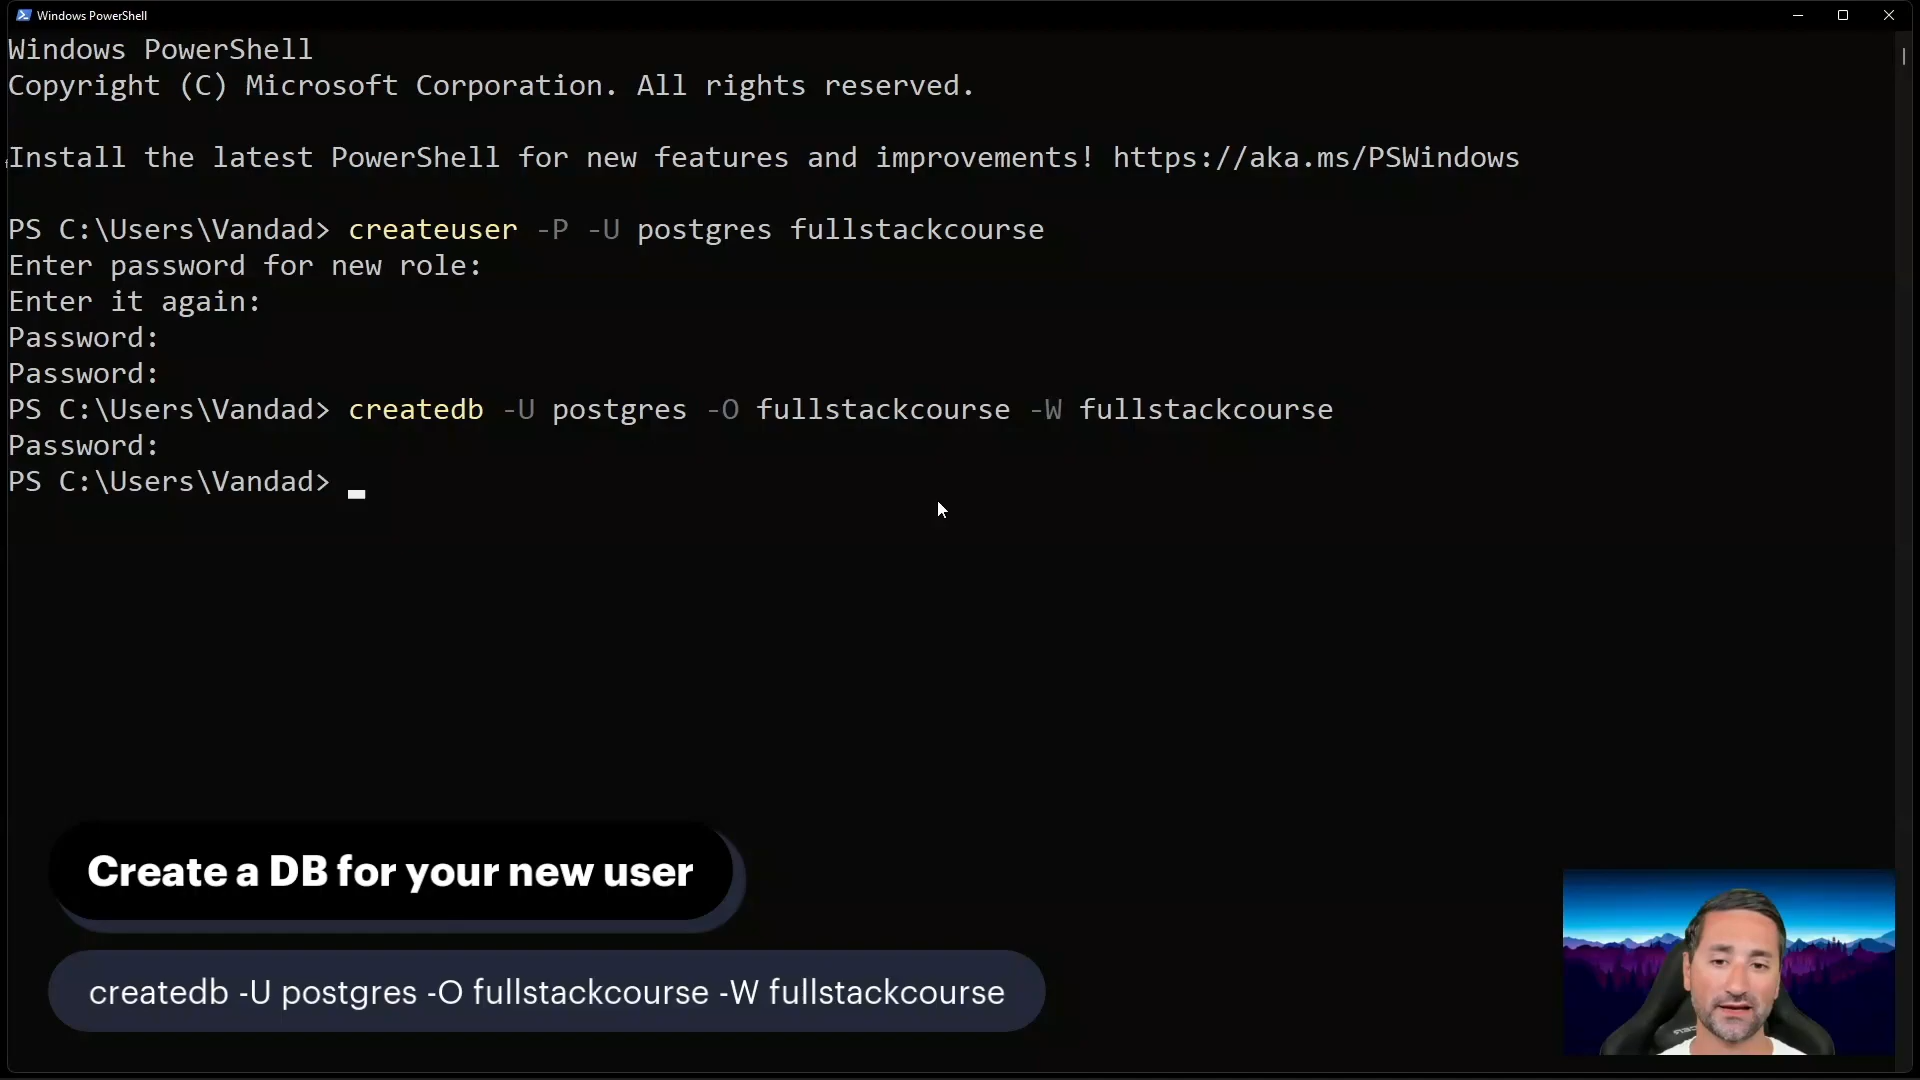 Windows PowerShell
Windows PowerShell
Copyright (C) Microsoft Corporation. All rights reserved.
Install the latest PowerShell for new features and improvements! https://aka.ms/PSWindows
PS C:\Users\Vandad> createuser -P -U postgres fullstackcourse
Enter password for new role:
Enter it again:
Password:
Password:
PS C:\Users\Vandad> createdb -U postgres -O fullstackcourse -W fullstackcourse
Password:
PS C:\Users\Vandad>
Create a DB for your new user
createdb -U postgres -O fullstackcourse -W fullstackcourse